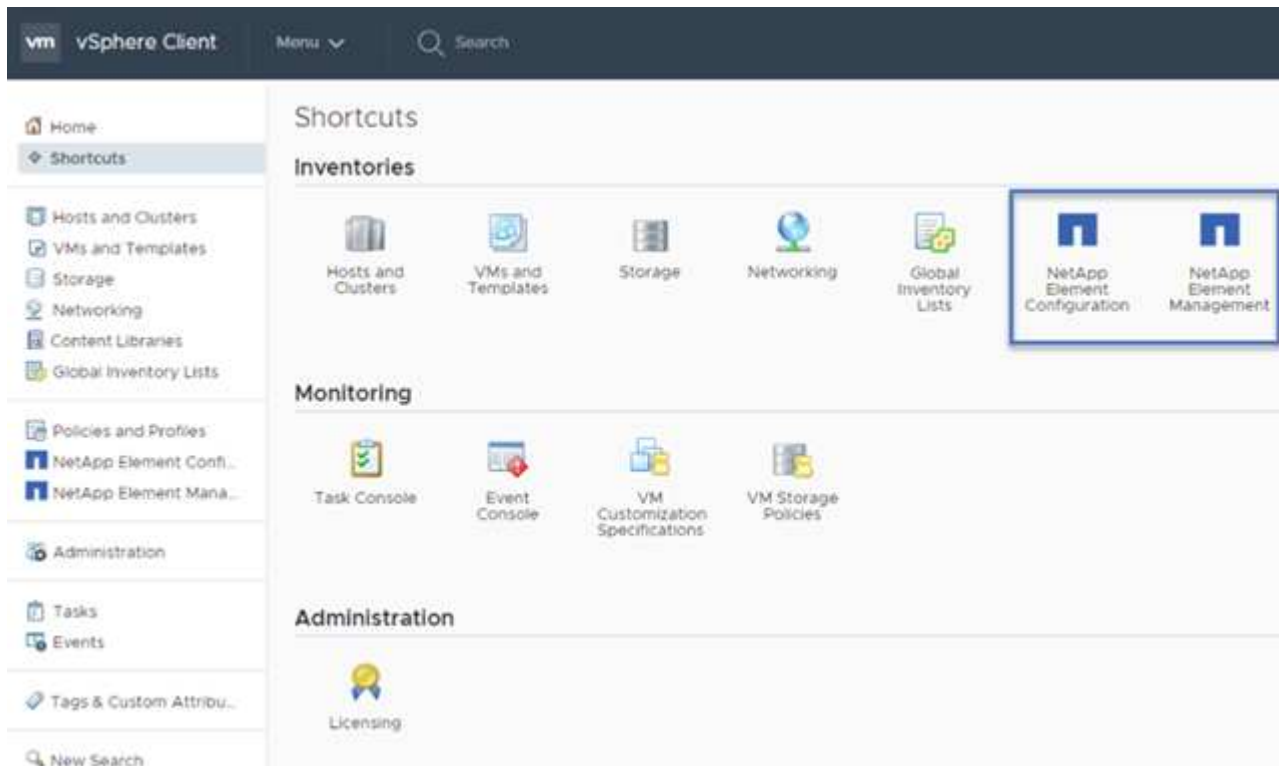 vm vSphere Client Menu Search
Home
Shortcuts
Hosts and Clusters
VMs and Templates
Storage
Networking
Content Libraries
Global Inventory Lists
Policies and Profiles
NetApp Element Confi...
NetApp Element Mana...
Administration
Tasks
Events
Tags & Custom Attribu...
New Search
Shortcuts
Inventories
Hosts and
Clusters
VMs and
Templates
Storage
Networking
Global
Inventory
Lists
NetApp
Element
Configuration
NetApp
Element
Management
Monitoring
Task Console
Event
Console
VM
Customization
Specifications
VM Storage
Policies
Administration
Licensing